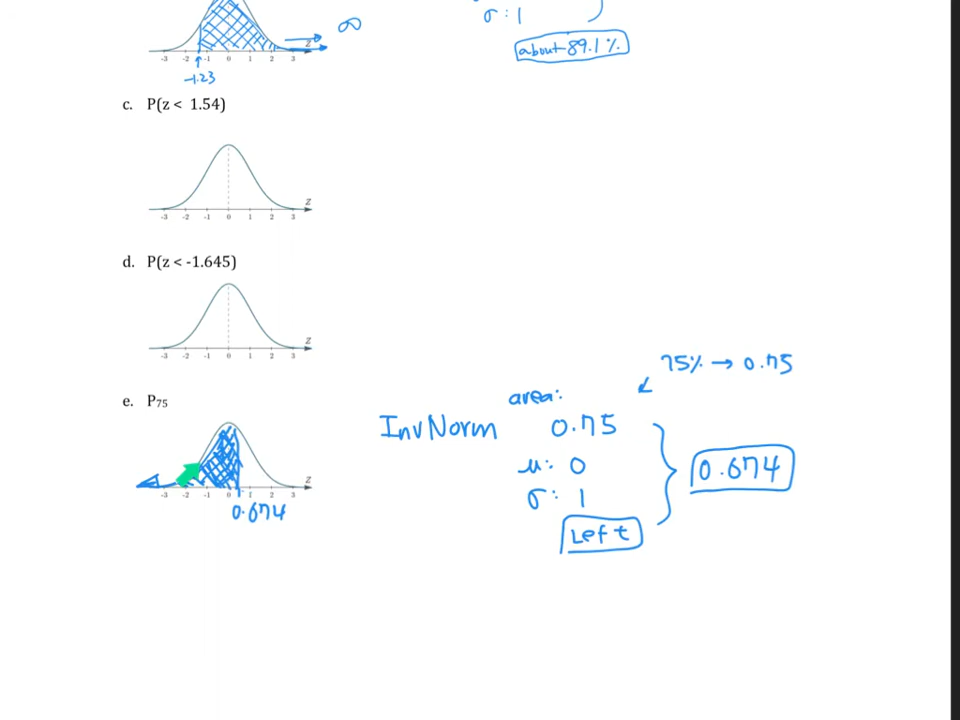 σ : 1
∞
about 89.1%
z
-3 -2 -1 0 1 2 3
-1.23
c. P(z < 1.54)
z
-3 -2 -1 0 1 2 3
d. P(z < -1.645)
z
-3 -2 -1 0 1 2 3
75% → 0.75
e. P75
area:
InvNorm 0.75
μ: 0
0.674
z
σ: 1
-3 -2 -1 0 1 2 3
0.674
Left